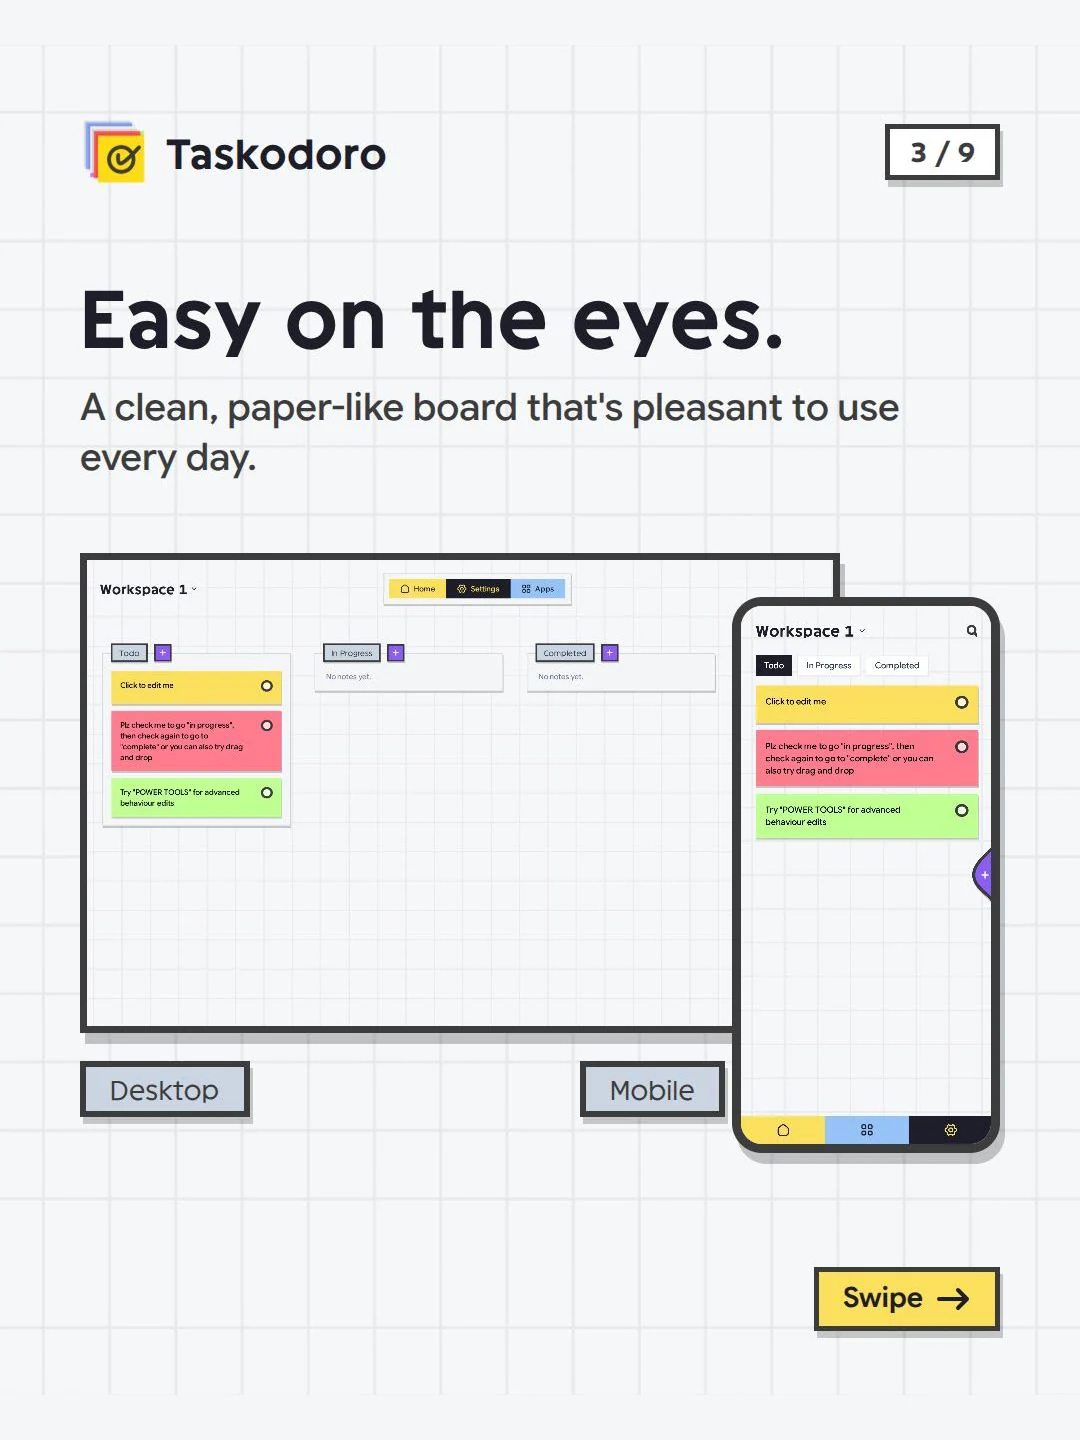 Taskodoro
3 / 9
Easy on the eyes.
A clean, paper-like board that's pleasant to use
every day.
Workspace 1
Home
Settings
Apps
Todo
+
In Progress
+
Completed
+
Click to edit me
Plz check me to go "in progress",
then check again to go to
"complete" or you can also try drag
and drop
Try "POWER TOOLS" for advanced
behaviour edits
No notes yet.
No notes yet.
Workspace 1
Todo
In Progress
Completed
Click to edit me
Plz check me to go "in progress", then
check again to go to "complete" or you can
also try drag and drop
Try "POWER TOOLS" for advanced
behaviour edits
+
Desktop
Mobile
Swipe →